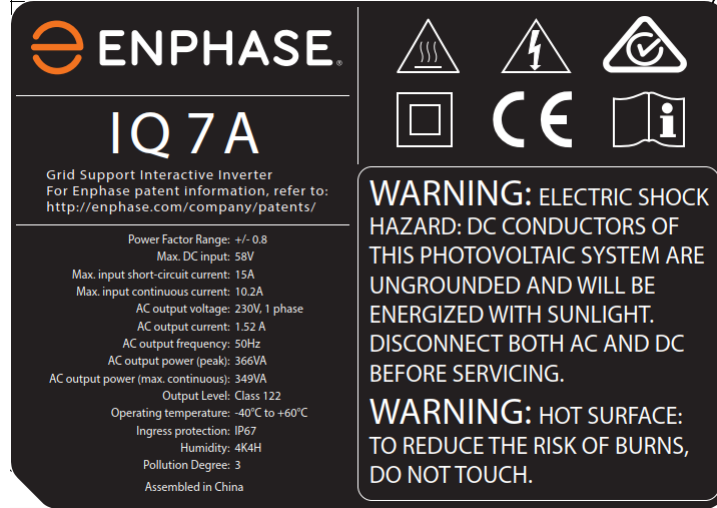 ENPHASE.
IQ 7A
Grid Support Interactive Inverter
For Enphase patent information, refer to:
http://enphase.com/company/patents/
Power Factor Range: +/- 0.8
Max. DC input: 58V
Max. input short-circuit current: 15A
Max. input continuous current: 10.2A
AC output voltage: 230V, 1 phase
AC output current: 1.52 A
AC output frequency: 50Hz
AC output power (peak): 366VA
AC output power (max. continuous): 349VA
Output Level: Class 122
Operating temperature: -40°C to +60°C
Ingress protection: IP67
Humidity: 4K4H
Pollution Degree: 3
Assembled in China
CE
i
WARNING: ELECTRIC SHOCK
HAZARD: DC CONDUCTORS OF
THIS PHOTOVOLTAIC SYSTEM ARE
UNGROUNDED AND WILL BE
ENERGIZED WITH SUNLIGHT.
DISCONNECT BOTH AC AND DC
BEFORE SERVICING.
WARNING: HOT SURFACE:
TO REDUCE THE RISK OF BURNS,
DO NOT TOUCH.